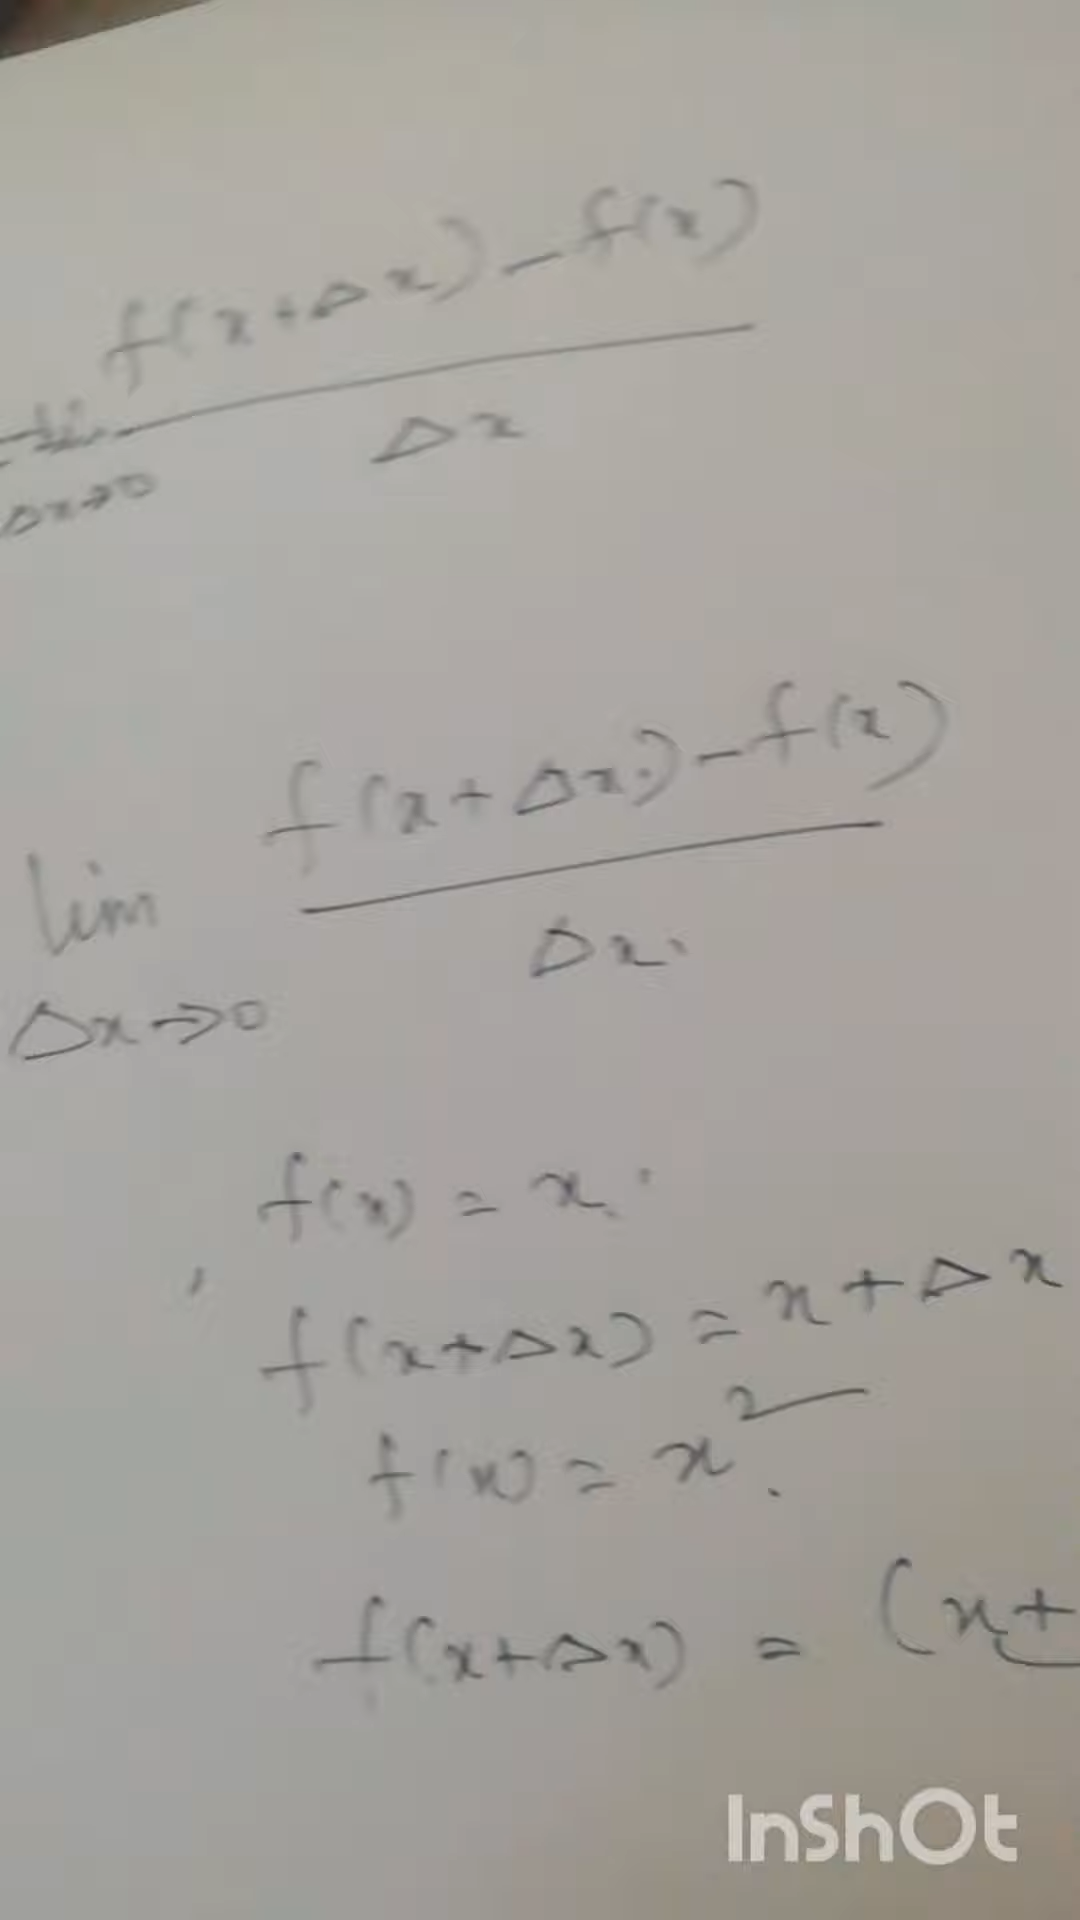 f(x+Δx)-f(x)
lim
Δx
Δx→0
f(x+Δx)-f(x)
lim
Δx
Δx→0
f(x) = x
f(x+Δx) = x+Δx
f(x) = x²
f(x+Δx) = (x+
InShOt